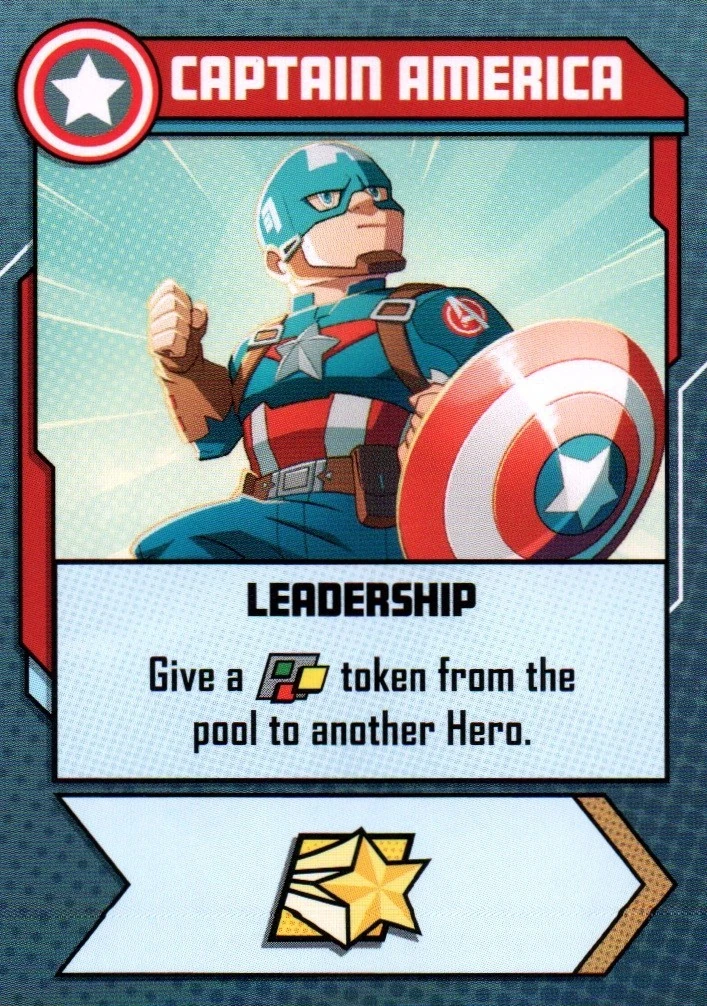 CAPTAIN AMERICA
LEADERSHIP
Give a token from the
pool to another Hero.